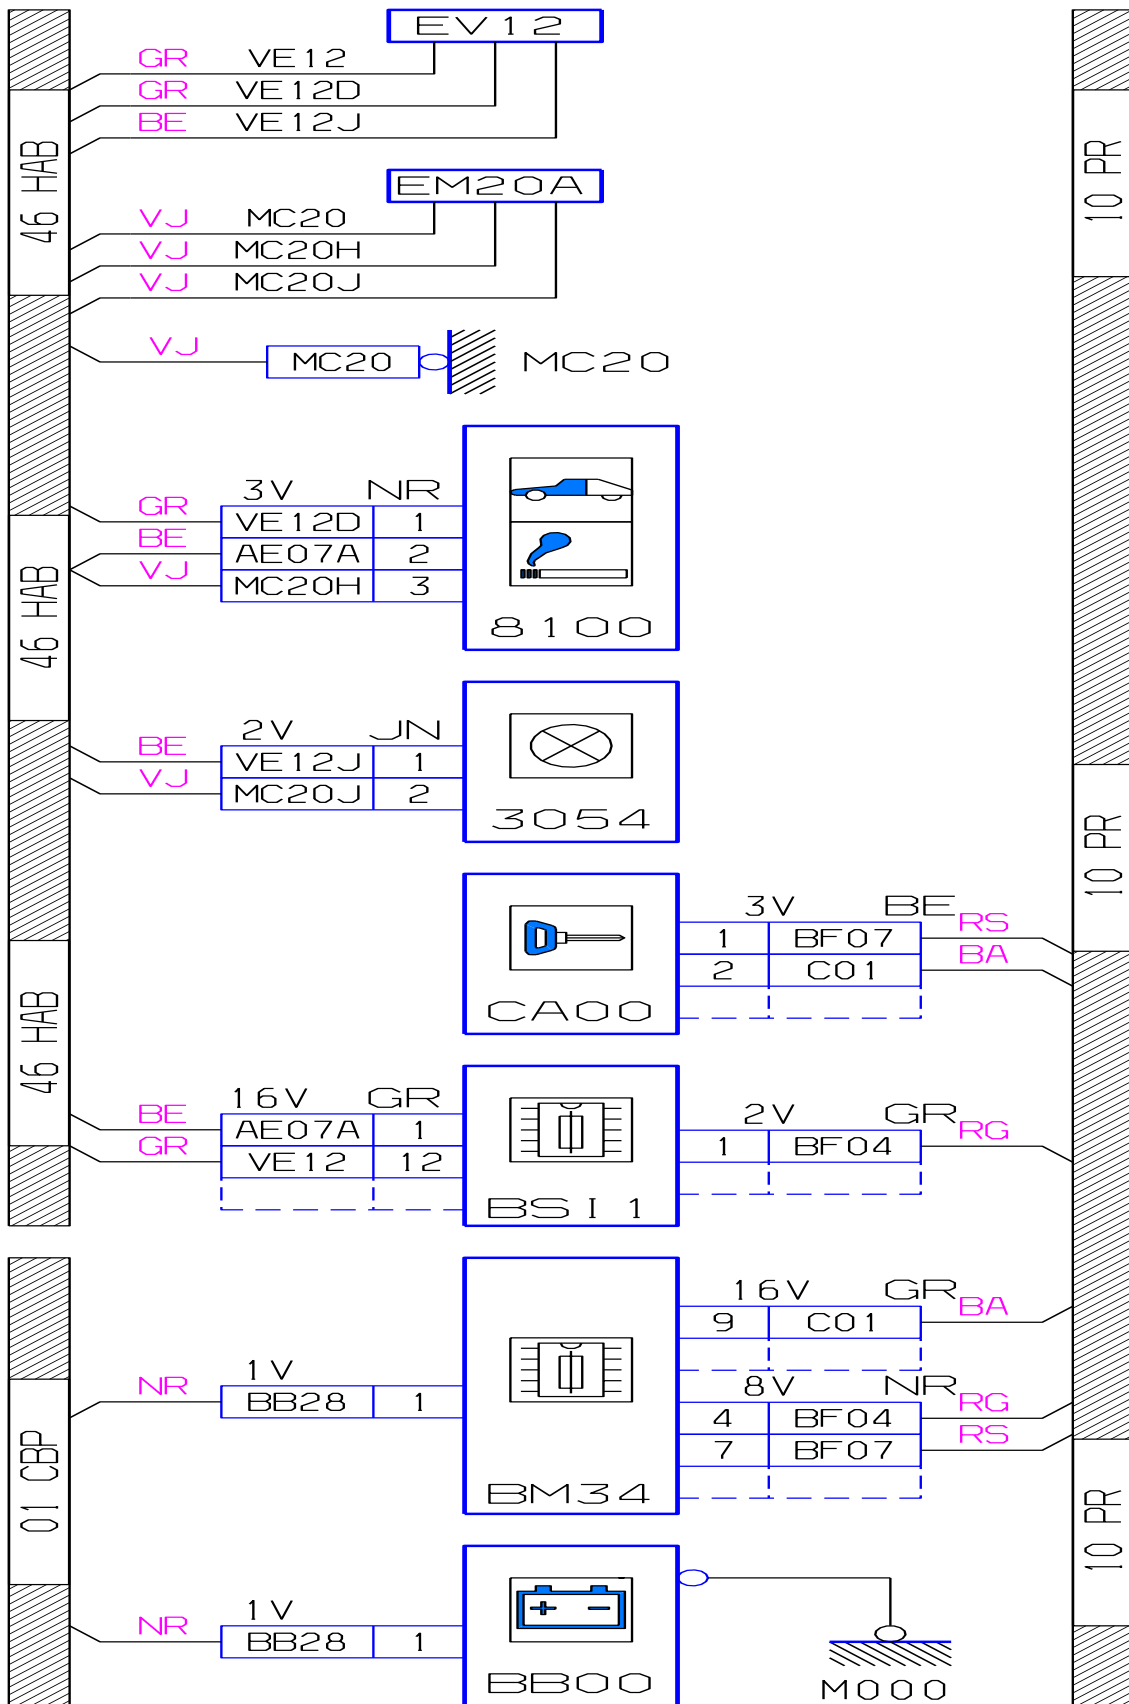 EV12
GR VE12
GR VE12D
BE VE12J
46 HAB
10 PR
EM20A
VJ MC20
VJ MC20H
VJ MC20J
VJ MC20 MC20
3V NR
GR VE12D 1
BE AE07A 2
VJ MC20H 3
8100
46 HAB
2V JN
BE VE12J 1
VJ MC20J 2
3054
10 PR
3V BE
1 BF07 RS
2 C01 BA
CA00
46 HAB
16V GR
BE AE07A 1
GR VE12 12
2V GR
1 BF04 RG
BSI1
16V GR
9 C01 BA
1V
NR BB28 1
8V NR
4 BF04 RG
7 BF07 RS
BM34
01 CBP
10 PR
1V
NR BB28 1
+ −
BB00
M000